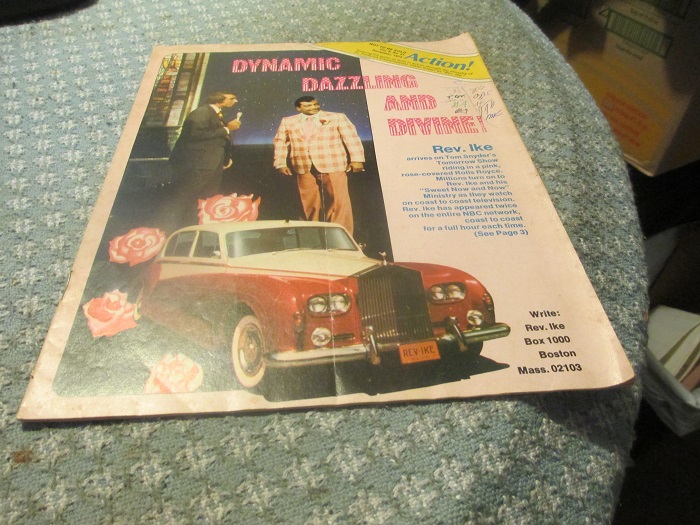 Action!
DYNAMIC
DAZZLING
AND
DIVINE!
Rev. Ike
arrives on Tom Snyder's
Tomorrow Show
riding in a pink,
rose-covered Rolls Royce.
Millions turn on to
Rev. Ike and his
"Sweet Now and Now"
Ministry as they watch
on coast to coast television.
Rev. Ike has appeared twice
on the entire NBC network,
coast to coast
for a full hour each time.
(See Page 3)
Write:
Rev. Ike
Box 1000
Boston
Mass. 02103
REV-IKE